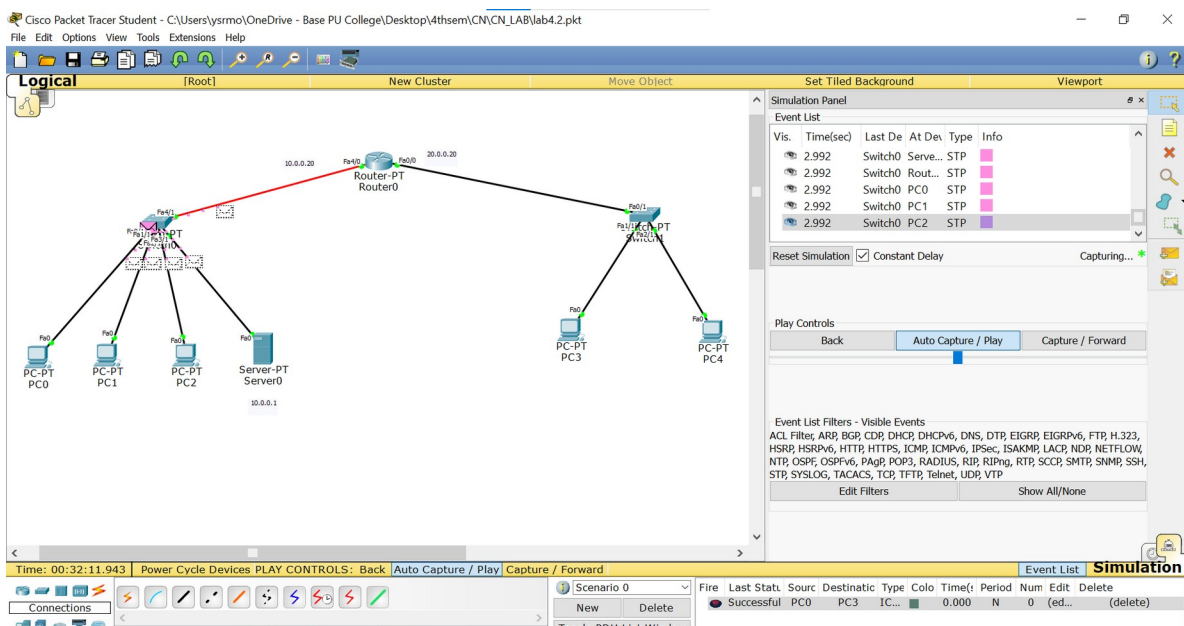 Cisco Packet Tracer Student - C:\Users\ysrmo\OneDrive - Base PU College\Desktop\4thsem\CN\CN_LAB\lab4.2.pkt
File Edit Options View Tools Extensions Help
Logical [Root] New Cluster Move Object Set Tiled Background Viewport
Simulation Panel
Event List
Vis. Time(sec) Last De At Dev Type Info
2.992 Switch0 Serve... STP
2.992 Switch0 Rout... STP
2.992 Switch0 PC0 STP
2.992 Switch0 PC1 STP
2.992 Switch0 PC2 STP
Reset Simulation Constant Delay Capturing... *
Play Controls
Back Auto Capture / Play Capture / Forward
Event List Filters - Visible Events
ACL Filter, ARP, BGP, CDP, DHCP, DHCPv6, DNS, DTP, EIGRP, EIGRPv6, FTP, H.323,
HSRP, HSRPv6, HTTP, HTTPS, ICMP, ICMPv6, IPSec, ISAKMP, LACP, NDP, NETFLOW,
NTP, OSPF, OSPFv6, PAgP, POP3, RADIUS, RIP, RIPng, RTP, SCCP, SMTP, SNMP, SSH,
STP, SYSLOG, TACACS, TCP, TFTP, Telnet, UDP, VTP
Edit Filters Show All/None
10.0.0.20 Fa4/0 Fa0/0 20.0.0.20
Router-PT
Router0
Fa4/1
Fa0/1
Fa0 Fa0 Fa0 Fa0 Fa0 Fa0
PC-PT
PC3
PC-PT
PC4
PC-PT
PC0
PC-PT
PC1
PC-PT
PC2
Server-PT
Server0
10.0.0.1
Time: 00:32:11.943 Power Cycle Devices PLAY CONTROLS: Back Auto Capture / Play Capture / Forward Event List Simulation
Connections
Scenario 0
New Delete
Fire Last Statu Sourc Destinatic Type Colo Time(s Period Num Edit Delete
Successful PC0 PC3 IC... 0.000 N 0 (ed... (delete)